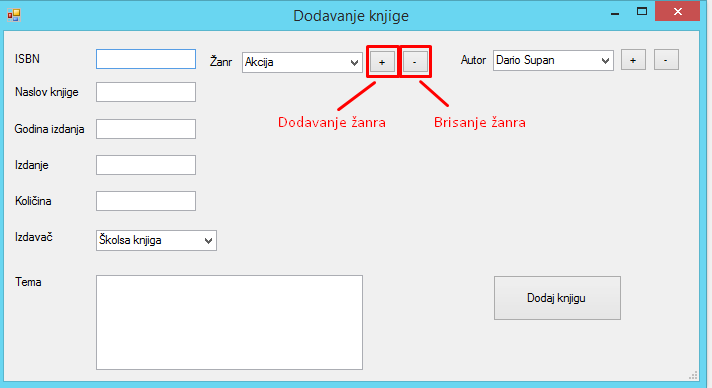 Dodavanje knjige
ISBN
Žanr Akcija + -
Autor Dario Supan + -
Naslov knjige
Dodavanje žanra
Brisanje žanra
Godina izdanja
Izdanje
Količina
Izdavač Školsa knjiga
Tema
Dodaj knjigu